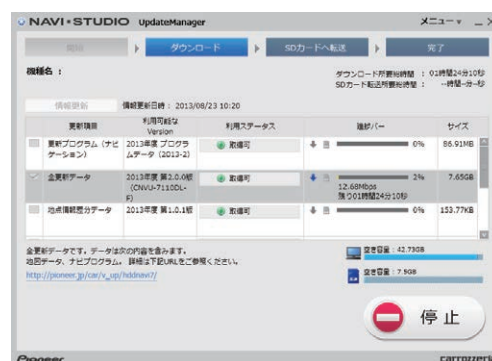 NAVI•STUDIO UpdateManager
メニュー
開始
ダウンロード
SDカードへ転送
完了
機種名 :
ダウンロード所要総時間 : 01時間24分10秒
SDカード転送所要総時間 : --時間--分--秒
情報更新
情報更新日時 : 2013/08/23 10:20
更新項目
利用可能な
Version
利用ステータス
進捗バー
サイズ
更新プログラム (ナビ
ゲーション)
2013年度 プログラ
ムデータ (2013-2)
取得可
0%
86.91MB
全更新データ
2013年度 第2.0.0版
(CNVU-7110DL-
F)
取得可
2%
12.68Mbps
残り01時間24分10秒
7.65GB
地点情報差分データ
2013年度 第1.0.1版
取得可
0%
153.77KB
全更新データです。データは次の内容を含みます。
地図データ、ナビプログラム。 詳細は下記URLをご参照ください。
http://pioneer.jp/car/v_up/hddnavi7/
空き容量 : 42.73GB
空き容量 : 7.5GB
停止
Pioneer
carrozzeria